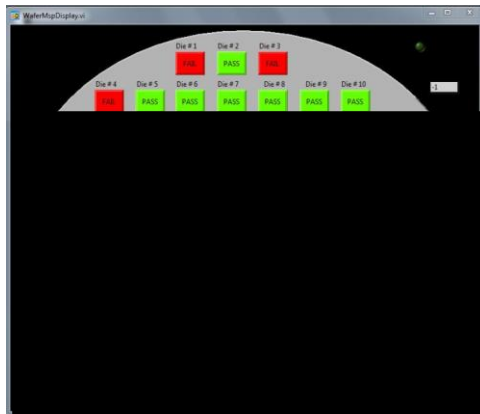 WaferMspDisplay.vi
Die # 1 Die # 2 Die # 3
FAIL PASS FAIL
-1
Die # 4 Die # 5 Die # 6 Die # 7 Die # 8 Die # 9 Die # 10
FAIL PASS PASS PASS PASS PASS PASS